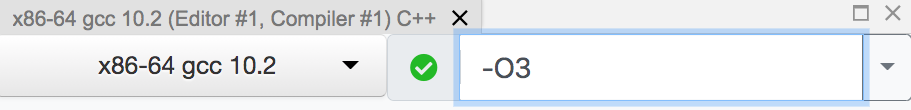 x86-64 gcc 10.2 (Editor #1, Compiler #1) C++
x86-64 gcc 10.2
-O3